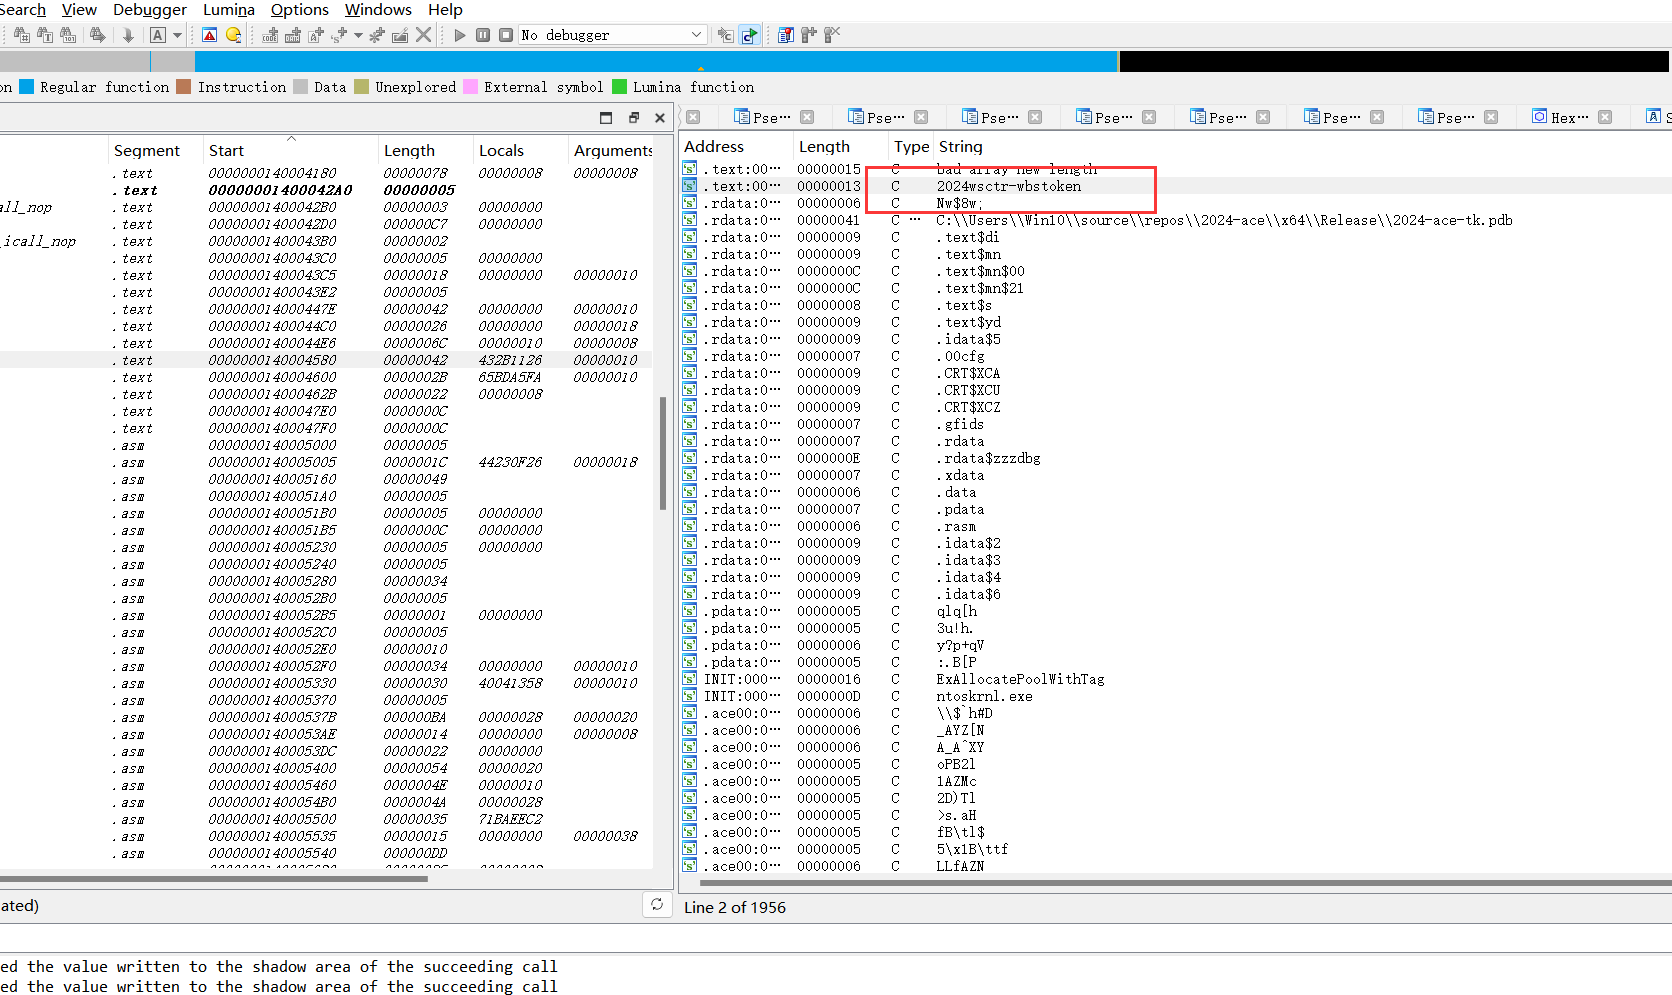 Search View Debugger Lumina Options Windows Help
No debugger
on Regular function Instruction Data Unexplored External symbol Lumina function
Pse… Pse… Pse… Pse… Pse… Pse… Pse… Hex… S
Segment Start Length Locals Arguments
.text 0000000140004180 00000078 00000008 00000008
.text 00000001400042A0 00000005
all_nop .text 00000001400042B0 00000003 00000000
.text 00000001400042D0 000000C7 00000000
_icall_nop .text 00000001400043B0 00000002
.text 00000001400043C0 00000005 00000000
.text 00000001400043C5 00000018 00000000 00000010
.text 00000001400043E2 00000005
.text 000000014000447E 00000042 00000000 00000010
.text 00000001400044C0 00000026 00000000 00000018
.text 00000001400044E6 0000006C 00000010 00000008
.text 0000000140004580 00000042 432B1126 00000010
.text 0000000140004600 0000002B 65BDA5FA 00000010
.text 000000014000462B 00000022 00000008
.text 00000001400047E0 0000000C
.text 00000001400047F0 0000000C
.asm 0000000140005000 00000005
.asm 0000000140005005 0000001C 44230F26 00000018
.asm 0000000140005160 00000049
.asm 00000001400051A0 00000005
.asm 00000001400051B0 00000005 00000000
.asm 00000001400051B5 0000000C 00000000
.asm 0000000140005230 00000005 00000000
.asm 0000000140005240 00000005
.asm 0000000140005280 00000034
.asm 00000001400052B0 00000005
.asm 00000001400052B5 00000001 00000000
.asm 00000001400052C0 00000005
.asm 00000001400052E0 00000010
.asm 00000001400052F0 00000034 00000000 00000010
.asm 0000000140005330 00000030 40041358 00000010
.asm 0000000140005370 00000005
.asm 000000014000537B 000000BA 00000028 00000020
.asm 00000001400053AE 00000014 00000000 00000008
.asm 00000001400053DC 00000022 00000000
.asm 0000000140005400 00000054 00000020
.asm 0000000140005460 0000004E 00000010
.asm 00000001400054B0 0000004A 00000028
.asm 0000000140005500 00000035 71BAEEC2
.asm 0000000140005535 00000015 00000000 00000038
.asm 0000000140005540 000000DD
Address Length Type String
.text:00… 00000015 C bad array new length
.text:00… 00000013 C 2024wsctr-wbstoken
.rdata:0… 00000006 C Nw$8w;
.rdata:0… 00000041 C … C:\\Users\\Win10\\source\\repos\\2024-ace\\x64\\Release\\2024-ace-tk.pdb
.rdata:0… 00000009 C .text$di
.rdata:0… 00000009 C .text$mn
.rdata:0… 0000000C C .text$mn$00
.rdata:0… 0000000C C .text$mn$21
.rdata:0… 00000008 C .text$s
.rdata:0… 00000009 C .text$yd
.rdata:0… 00000009 C .idata$5
.rdata:0… 00000007 C .00cfg
.rdata:0… 00000009 C .CRT$XCA
.rdata:0… 00000009 C .CRT$XCU
.rdata:0… 00000009 C .CRT$XCZ
.rdata:0… 00000007 C .gfids
.rdata:0… 00000007 C .rdata
.rdata:0… 0000000E C .rdata$zzzdbg
.rdata:0… 00000007 C .xdata
.rdata:0… 00000006 C .data
.rdata:0… 00000007 C .pdata
.rdata:0… 00000006 C .rasm
.rdata:0… 00000009 C .idata$2
.rdata:0… 00000009 C .idata$3
.rdata:0… 00000009 C .idata$4
.rdata:0… 00000009 C .idata$6
.pdata:0… 00000005 C qlq[h
.pdata:0… 00000005 C 3u!h.
.pdata:0… 00000006 C y?p+qV
.pdata:0… 00000005 C :.B[P
INIT:000… 00000016 C ExAllocatePoolWithTag
INIT:000… 0000000D C ntoskrnl.exe
.ace00:0… 00000006 C \\$`h#D
.ace00:0… 00000006 C _AYZ[N
.ace00:0… 00000006 C A_A^XY
.ace00:0… 00000005 C oPB2l
.ace00:0… 00000005 C 1AZMc
.ace00:0… 00000005 C 2D)Tl
.ace00:0… 00000005 C >s.aH
.ace00:0… 00000005 C fB\tl$
.ace00:0… 00000005 C 5\x1B\ttf
.ace00:0… 00000006 C LLfAZN
ated)
Line 2 of 1956
ed the value written to the shadow area of the succeeding call
ed the value written to the shadow area of the succeeding call